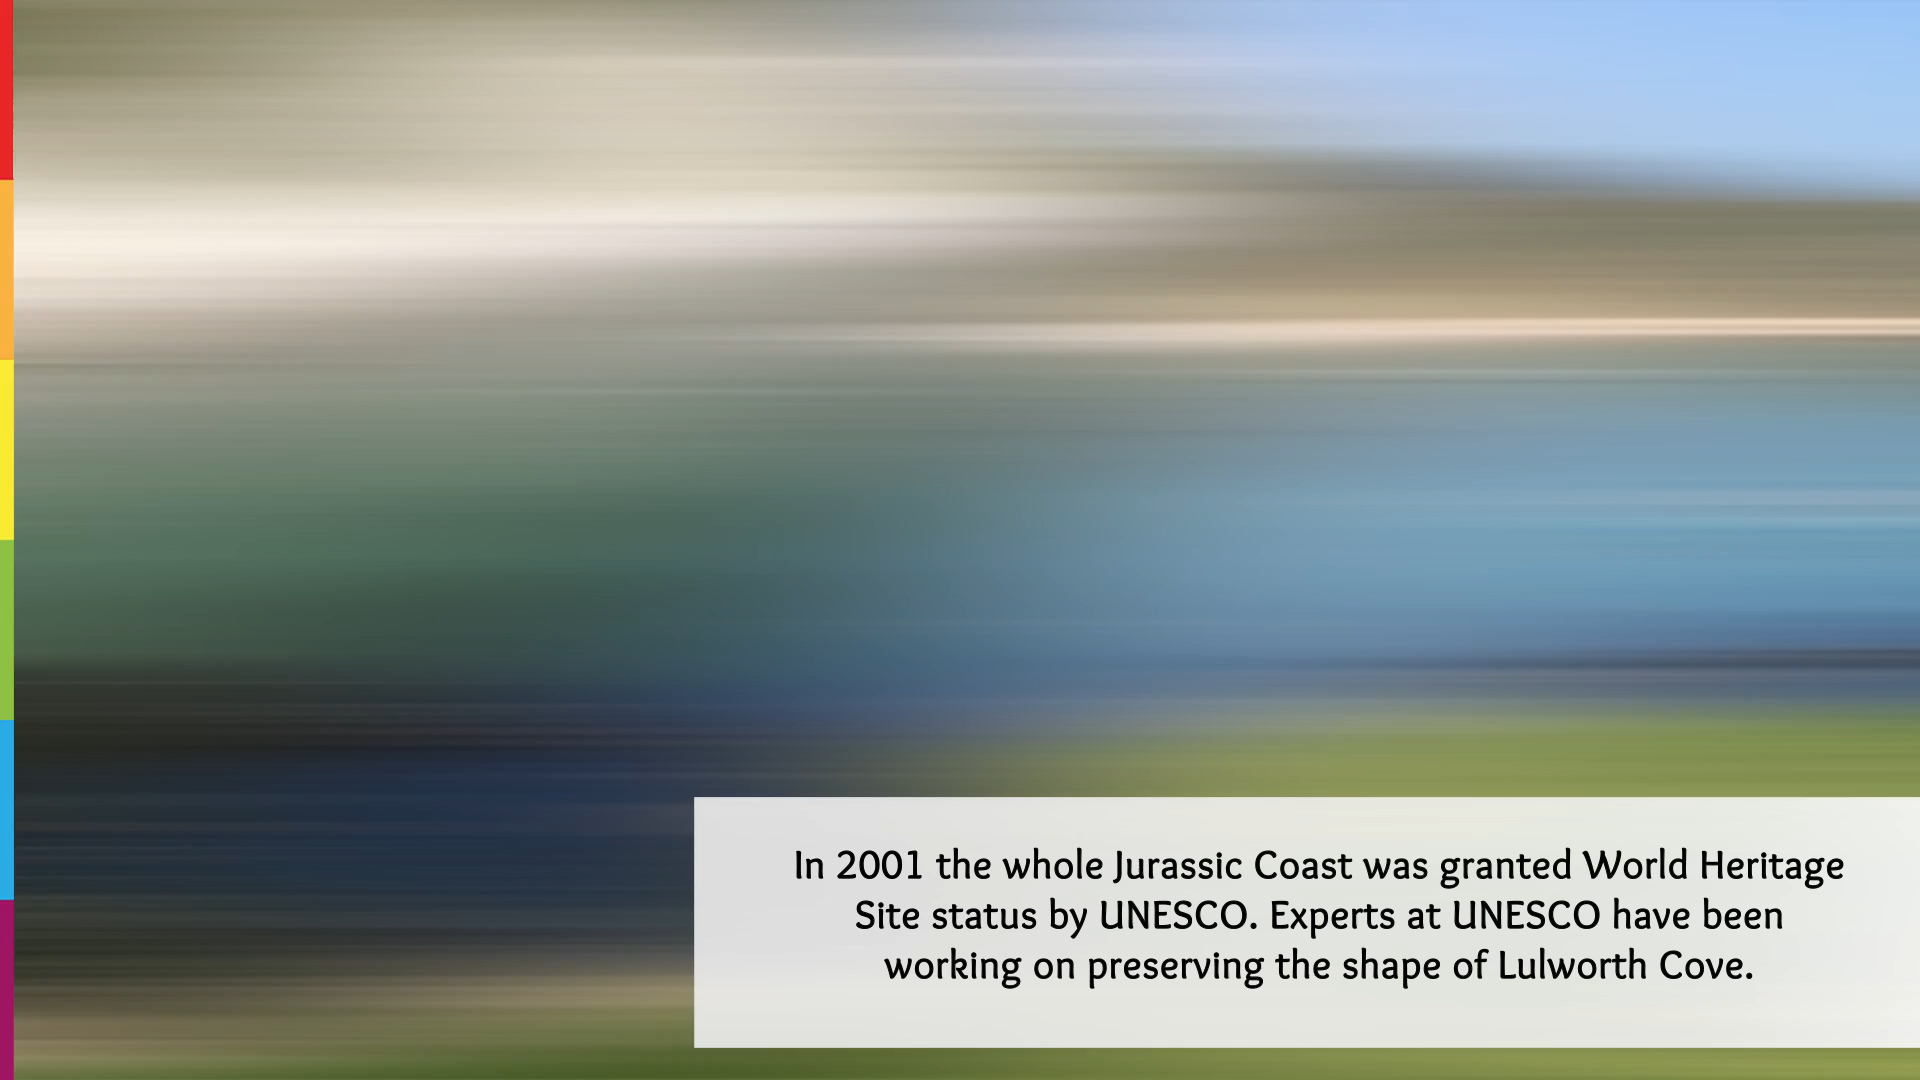 In 2001 the whole Jurassic Coast was granted World Heritage
Site status by UNESCO. Experts at UNESCO have been
working on preserving the shape of Lulworth Cove.